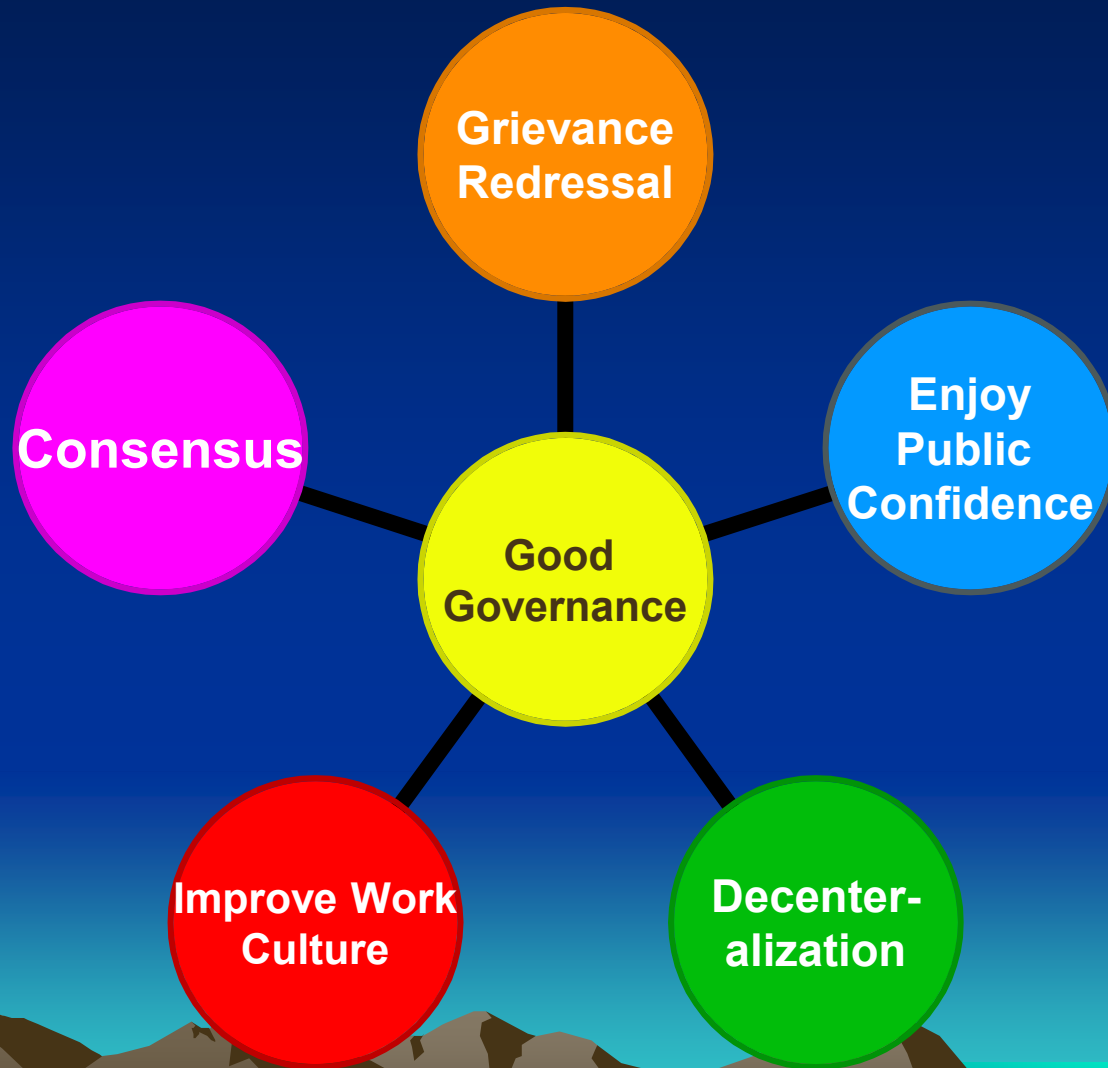 Grievance
Redressal
Consensus
Enjoy
Public
Confidence
Good
Governance
Improve Work
Culture
Decenter-
alization